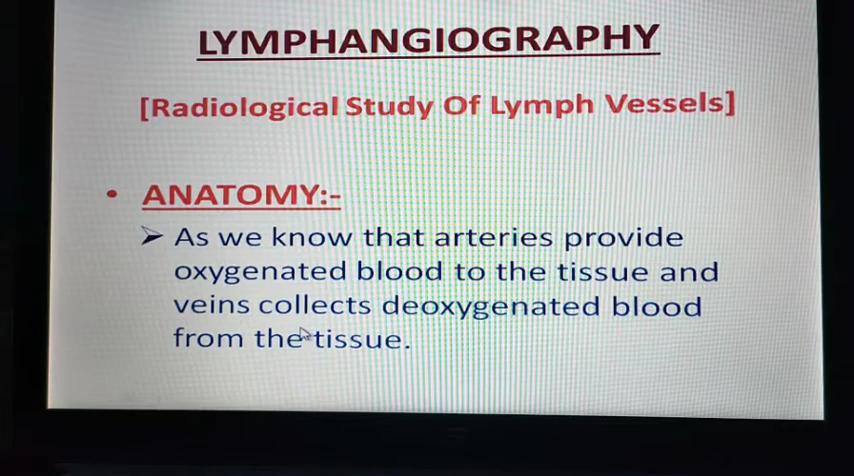 LYMPHANGIOGRAPHY
[Radiological Study Of Lymph Vessels]
• ANATOMY:-
➢ As we know that arteries provide
oxygenated blood to the tissue and
veins collects deoxygenated blood
from the tissue.